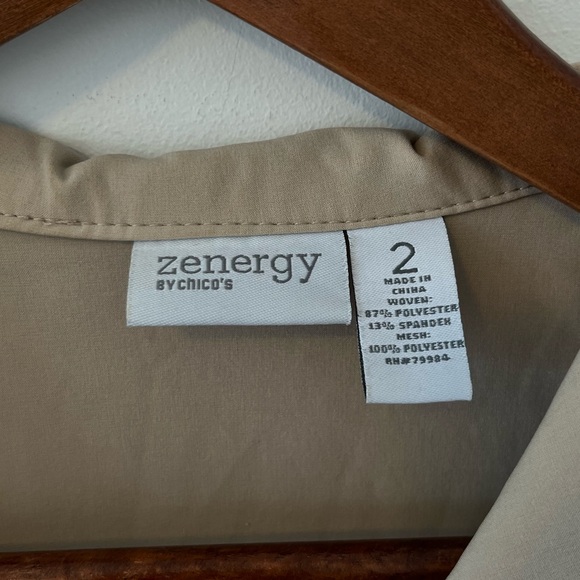 zenergy
BY CHICO'S
2
MADE IN
CHINA
WOVEN:
87% POLYESTER
13% SPANDEX
MESH:
100% POLYESTER
RN#79984